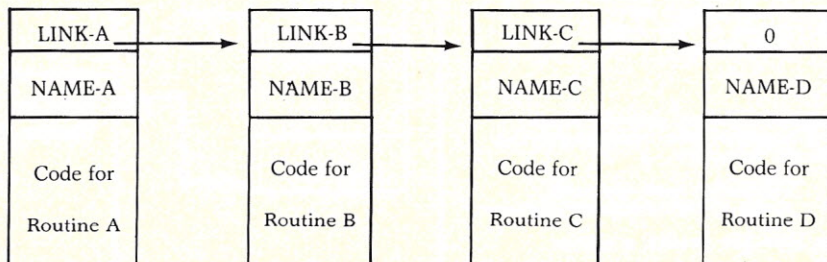 LINK-A LINK-B LINK-C 0
NAME-A NAME-B NAME-C NAME-D
Code for Code for Code for Code for
Routine A Routine B Routine C Routine D